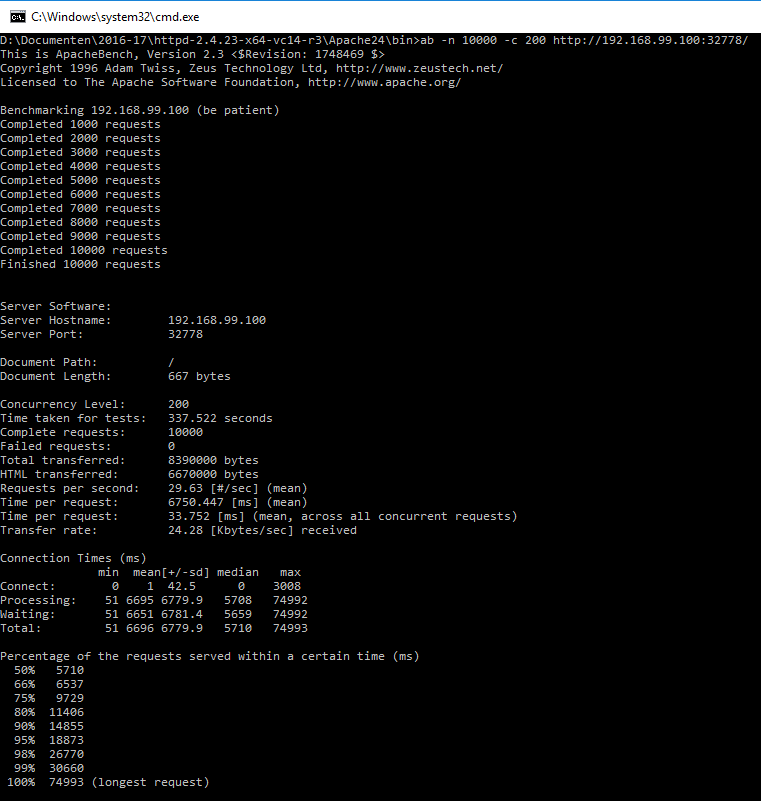 C:\Windows\system32\cmd.exe
D:\Documenten\2016-17\httpd-2.4.23-x64-vc14-r3\Apache24\bin>ab -n 10000 -c 200 http://192.168.99.100:32778/
This is ApacheBench, Version 2.3 <$Revision: 1748469 $>
Copyright 1996 Adam Twiss, Zeus Technology Ltd, http://www.zeustech.net/
Licensed to The Apache Software Foundation, http://www.apache.org/

Benchmarking 192.168.99.100 (be patient)
Completed 1000 requests
Completed 2000 requests
Completed 3000 requests
Completed 4000 requests
Completed 5000 requests
Completed 6000 requests
Completed 7000 requests
Completed 8000 requests
Completed 9000 requests
Completed 10000 requests
Finished 10000 requests

Server Software:
Server Hostname:        192.168.99.100
Server Port:            32778

Document Path:          /
Document Length:        667 bytes

Concurrency Level:      200
Time taken for tests:   337.522 seconds
Complete requests:      10000
Failed requests:        0
Total transferred:      8390000 bytes
HTML transferred:       6670000 bytes
Requests per second:    29.63 [#/sec] (mean)
Time per request:       6750.447 [ms] (mean)
Time per request:       33.752 [ms] (mean, across all concurrent requests)
Transfer rate:          24.28 [Kbytes/sec] received

Connection Times (ms)
              min  mean[+/-sd] median   max
Connect:        0    1  42.5      0    3008
Processing:    51 6695 6779.9   5708   74992
Waiting:       51 6651 6781.4   5659   74992
Total:         51 6696 6779.9   5710   74993

Percentage of the requests served within a certain time (ms)
  50%   5710
  66%   6537
  75%   9729
  80%  11406
  90%  14855
  95%  18873
  98%  26770
  99%  30660
 100%  74993 (longest request)